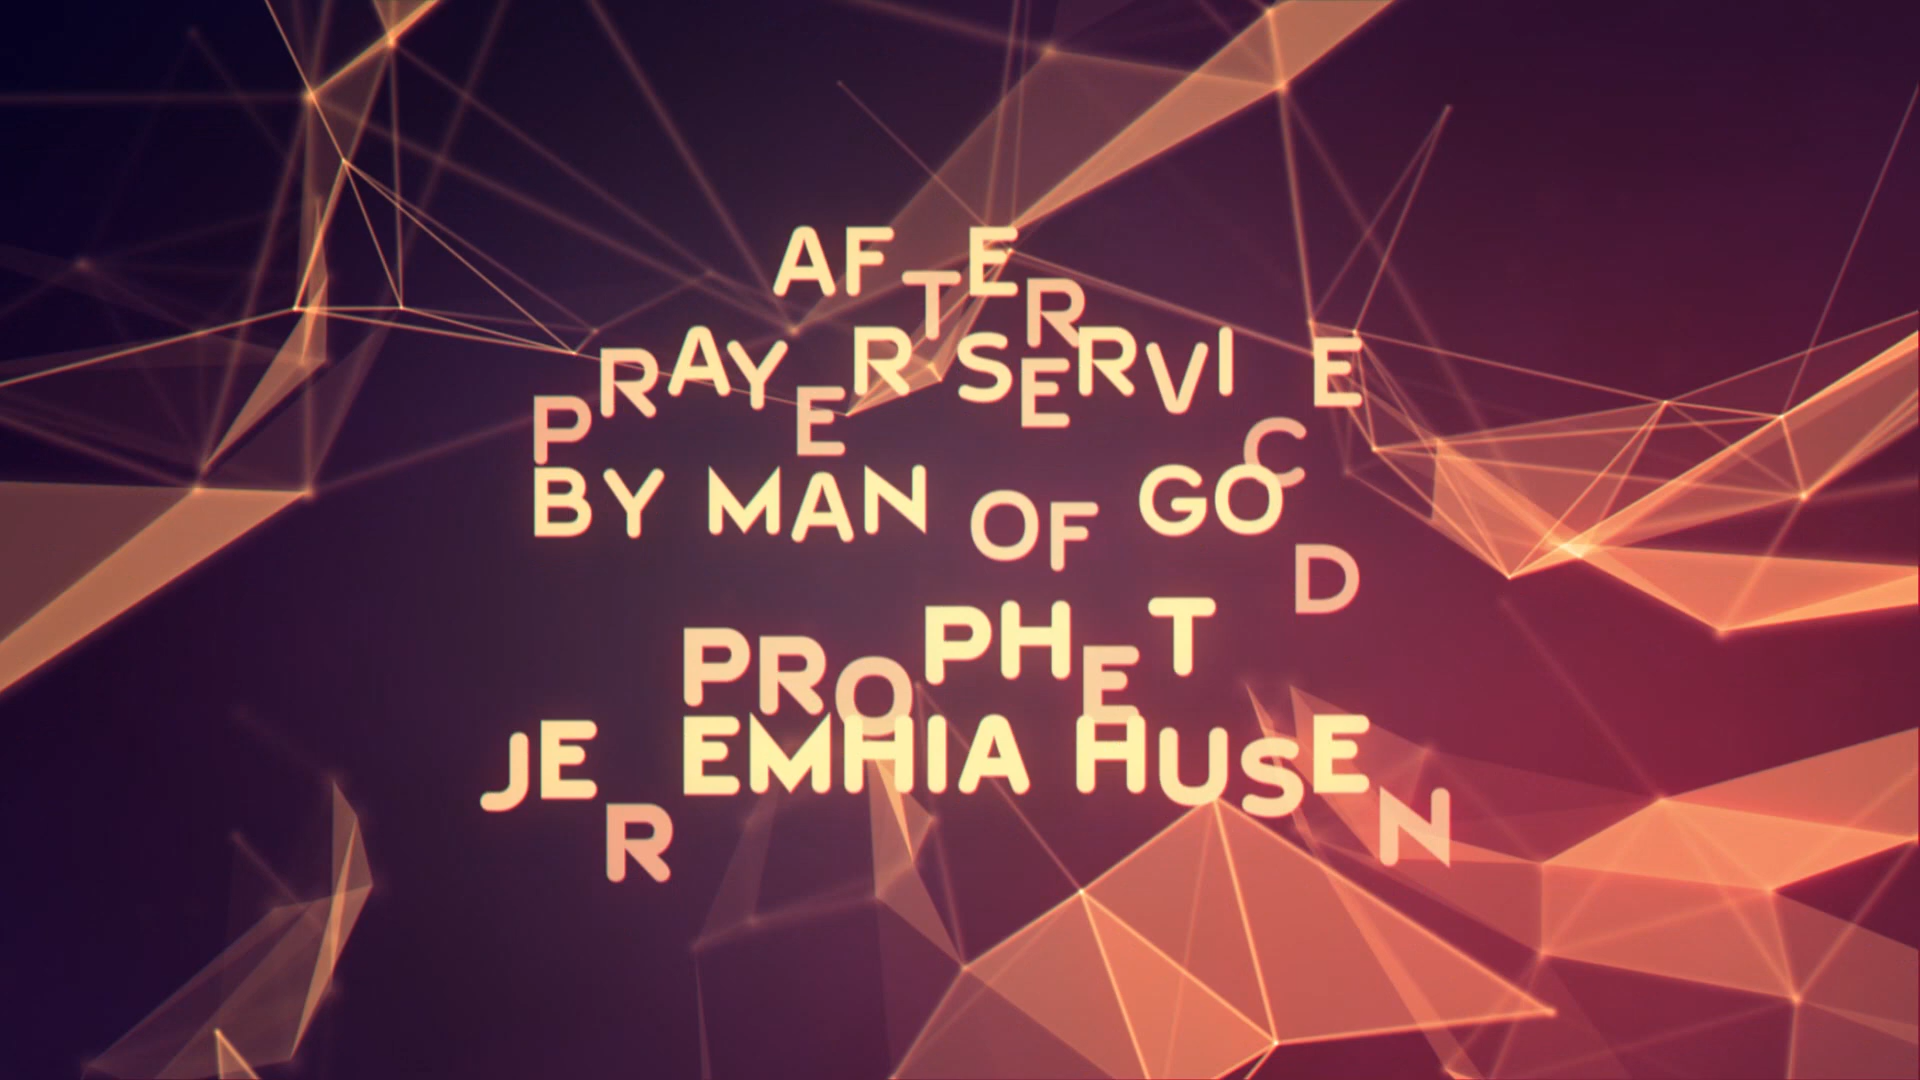 AFTER
PRAYER SERVICE
BY MAN OF GOD
PROPHET
JEREMHIA HUSEN